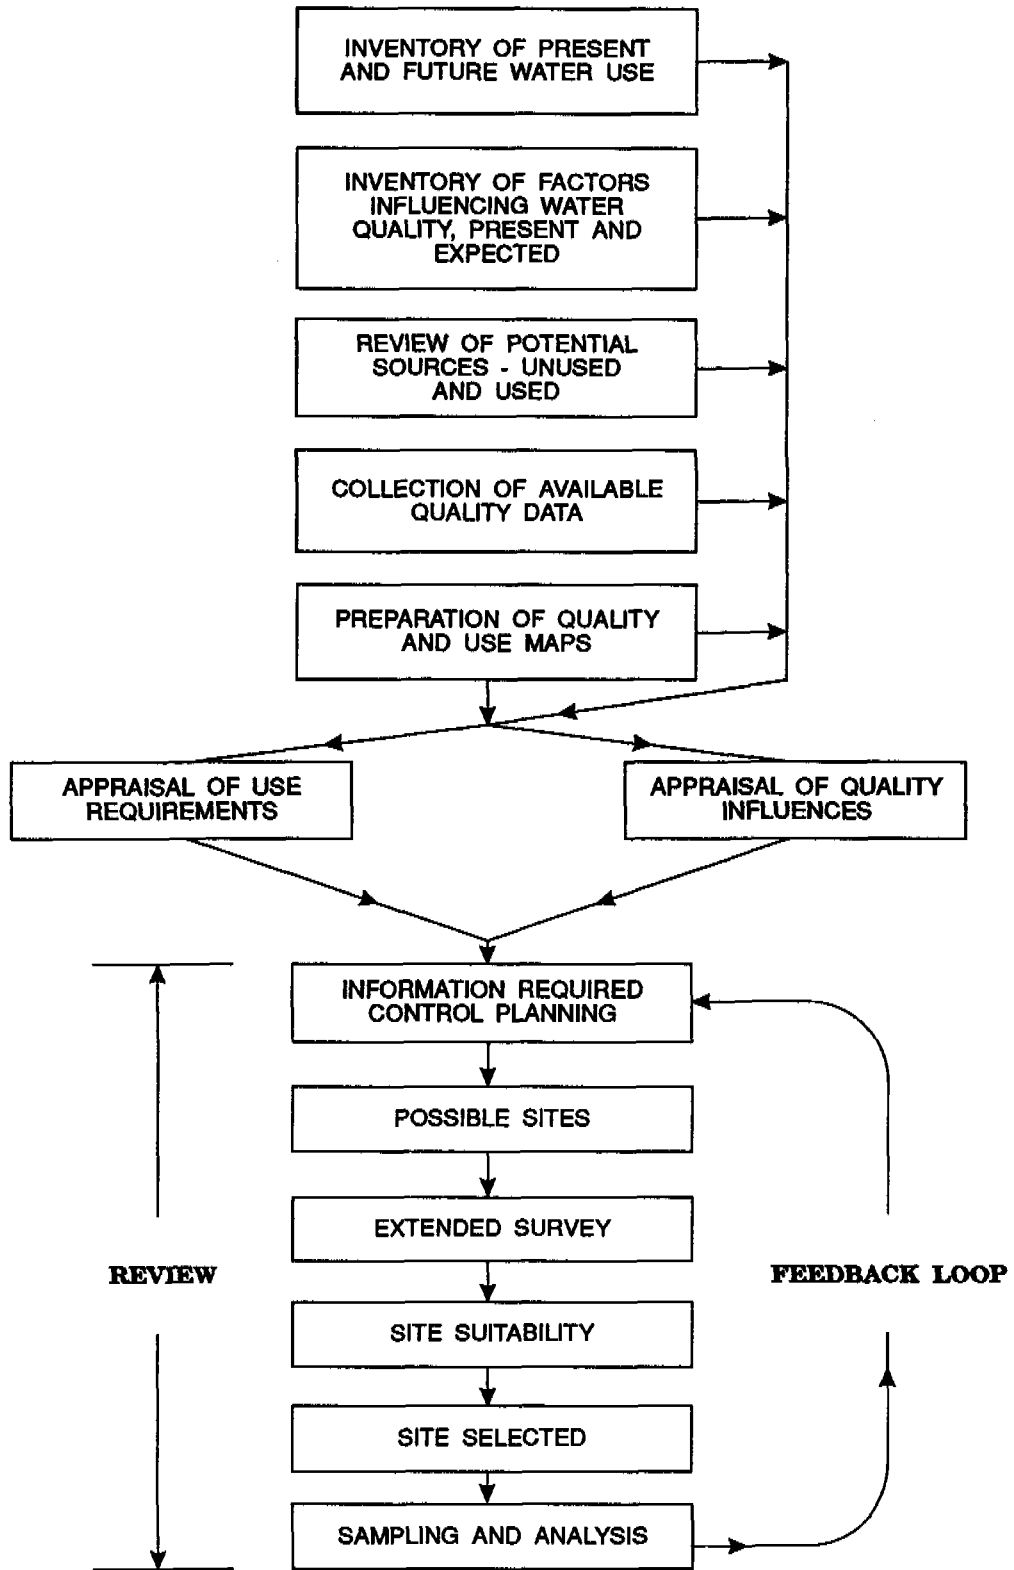 INVENTORY OF PRESENT
AND FUTURE WATER USE
INVENTORY OF FACTORS
INFLUENCING WATER
QUALITY, PRESENT AND
EXPECTED
REVIEW OF POTENTIAL
SOURCES - UNUSED
AND USED
COLLECTION OF AVAILABLE
QUALITY DATA
PREPARATION OF QUALITY
AND USE MAPS
APPRAISAL OF USE
REQUIREMENTS
APPRAISAL OF QUALITY
INFLUENCES
INFORMATION REQUIRED
CONTROL PLANNING
POSSIBLE SITES
EXTENDED SURVEY
REVIEW
FEEDBACK LOOP
SITE SUITABILITY
SITE SELECTED
SAMPLING AND ANALYSIS